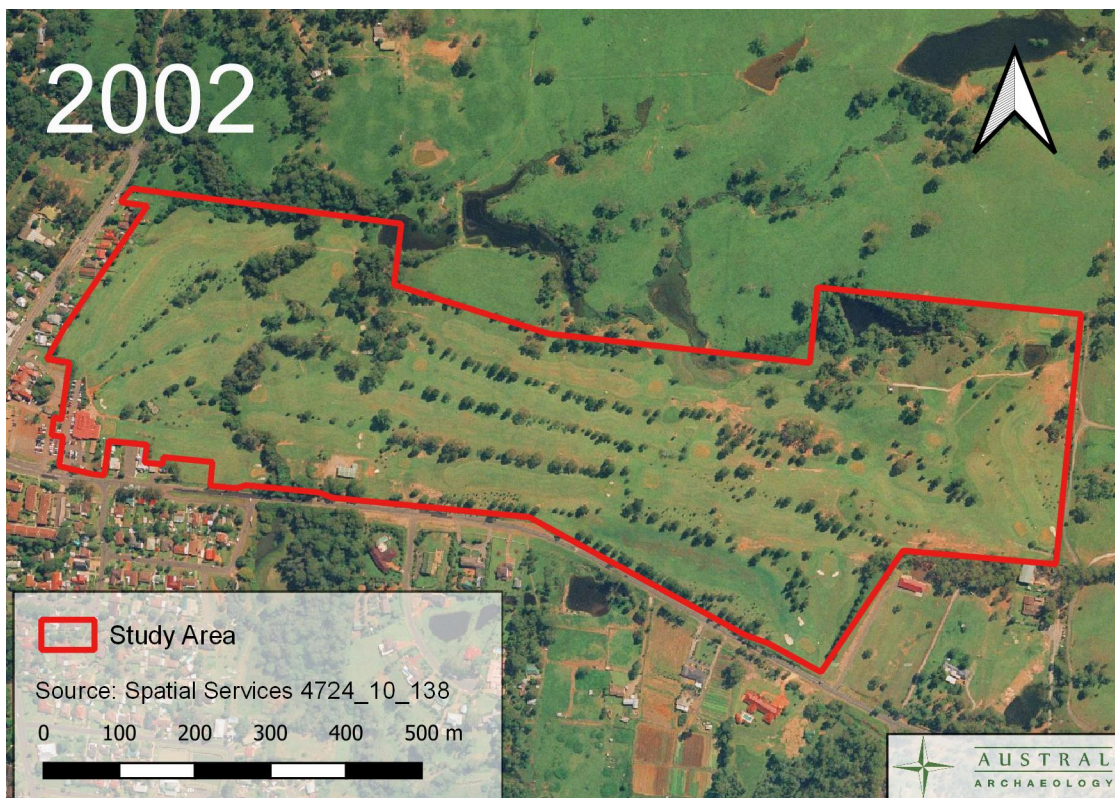 2002
Study Area
Source: Spatial Services 4724_10_138
0 100 200 300 400 500 m
AUSTRAL
ARCHAEOLOGY